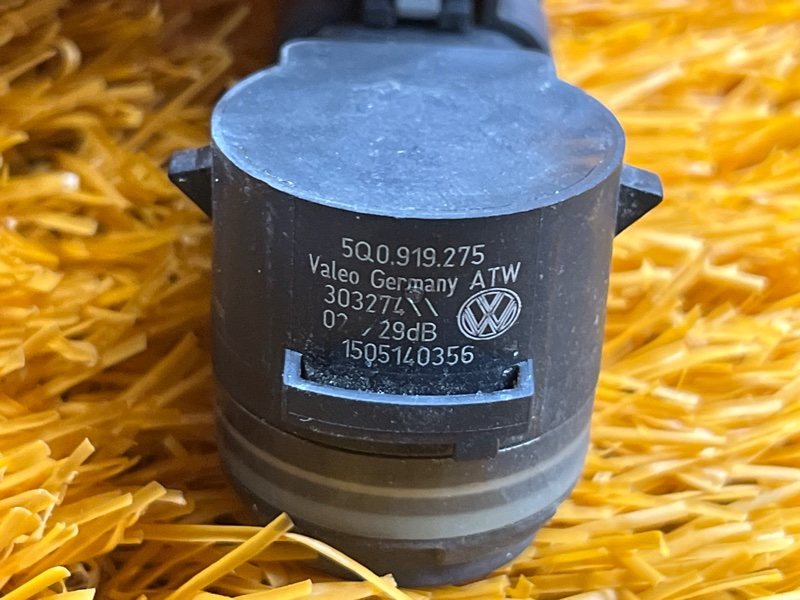 5Q0.919.275
Valeo Germany ATW
303274\\
29dB
1505140356